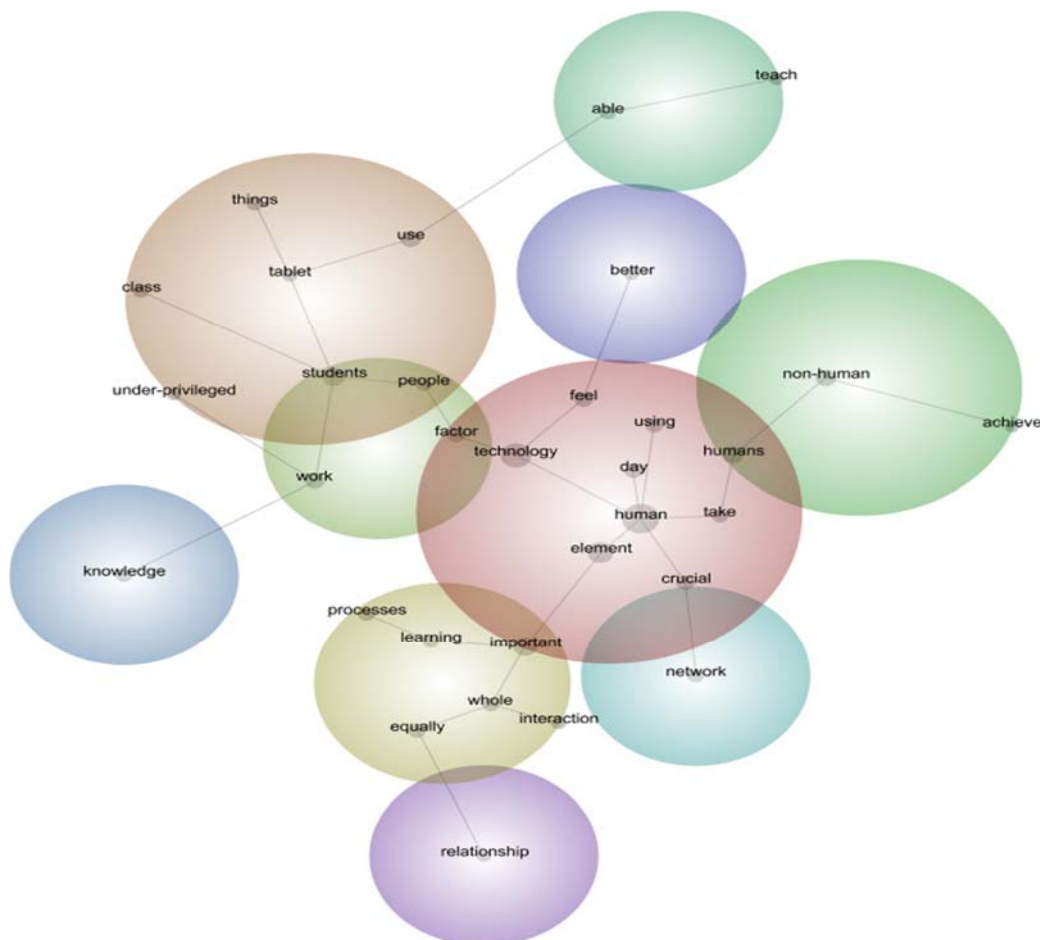 teach
able
things
use
better
tablet
class
students
non-human
people
under-privileged
feel
using
achieve
factor
technology
humans
day
work
human
take
element
knowledge
crucial
processes
learning
important
network
whole
interaction
equally
relationship